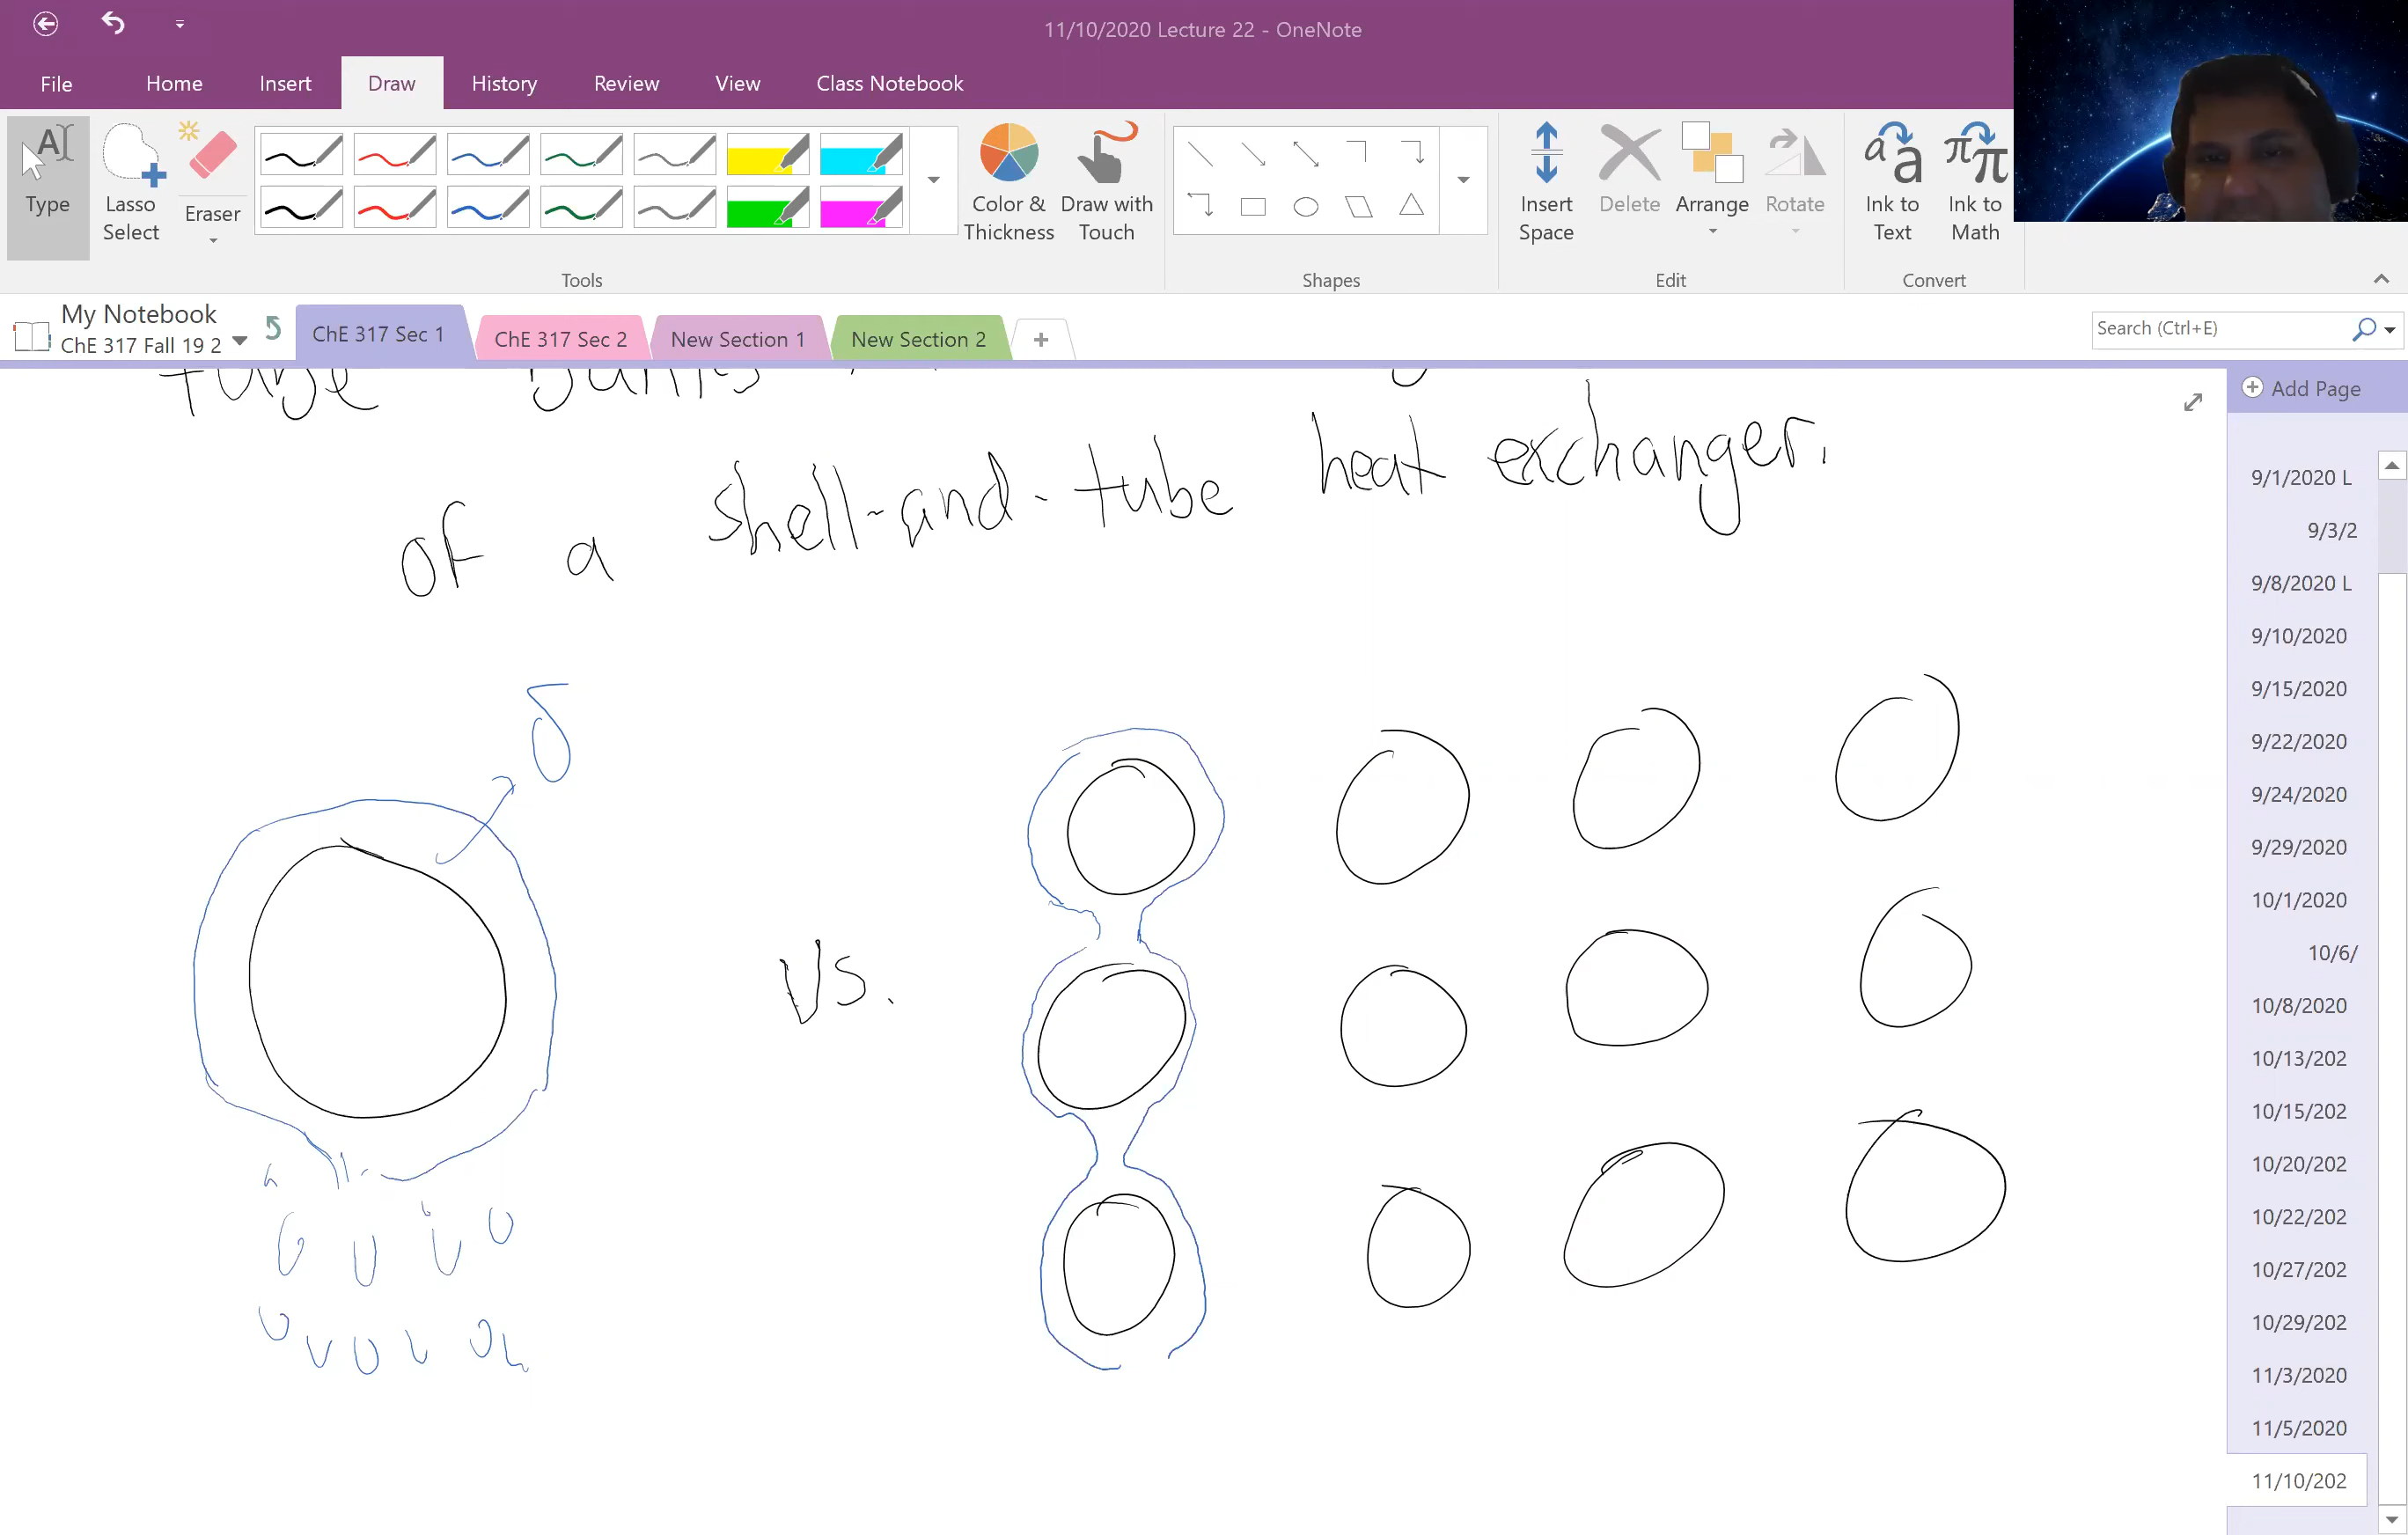 11/10/2020 Lecture 22 - OneNote
File Home Insert Draw History Review View Class Notebook
Type
Lasso Select
Eraser
Color & Thickness
Draw with Touch
Insert Space
Delete
Arrange
Rotate
Ink to Text
Ink to Math
Tools Shapes Edit Convert
My Notebook
ChE 317 Fall 19 2
ChE 317 Sec 1 ChE 317 Sec 2 New Section 1 New Section 2 +
Search (Ctrl+E)
Add Page
tube banks
of a shell-and-tube heat exchanger.
δ
vs.
9/1/2020 L
9/3/2
9/8/2020 L
9/10/2020
9/15/2020
9/22/2020
9/24/2020
9/29/2020
10/1/2020
10/6/
10/8/2020
10/13/202
10/15/202
10/20/202
10/22/202
10/27/202
10/29/202
11/3/2020
11/5/2020
11/10/202